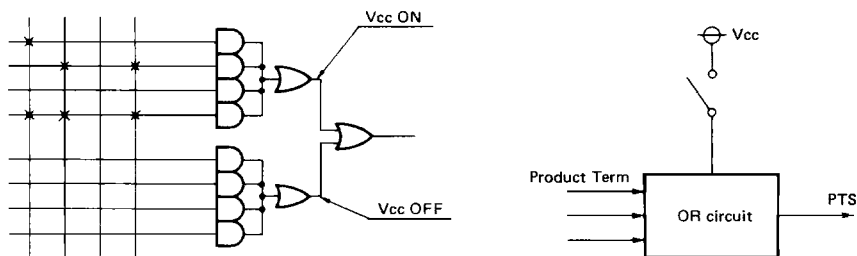 Vcc ON
Vcc OFF
Vcc
Product Term
OR circuit
PTS